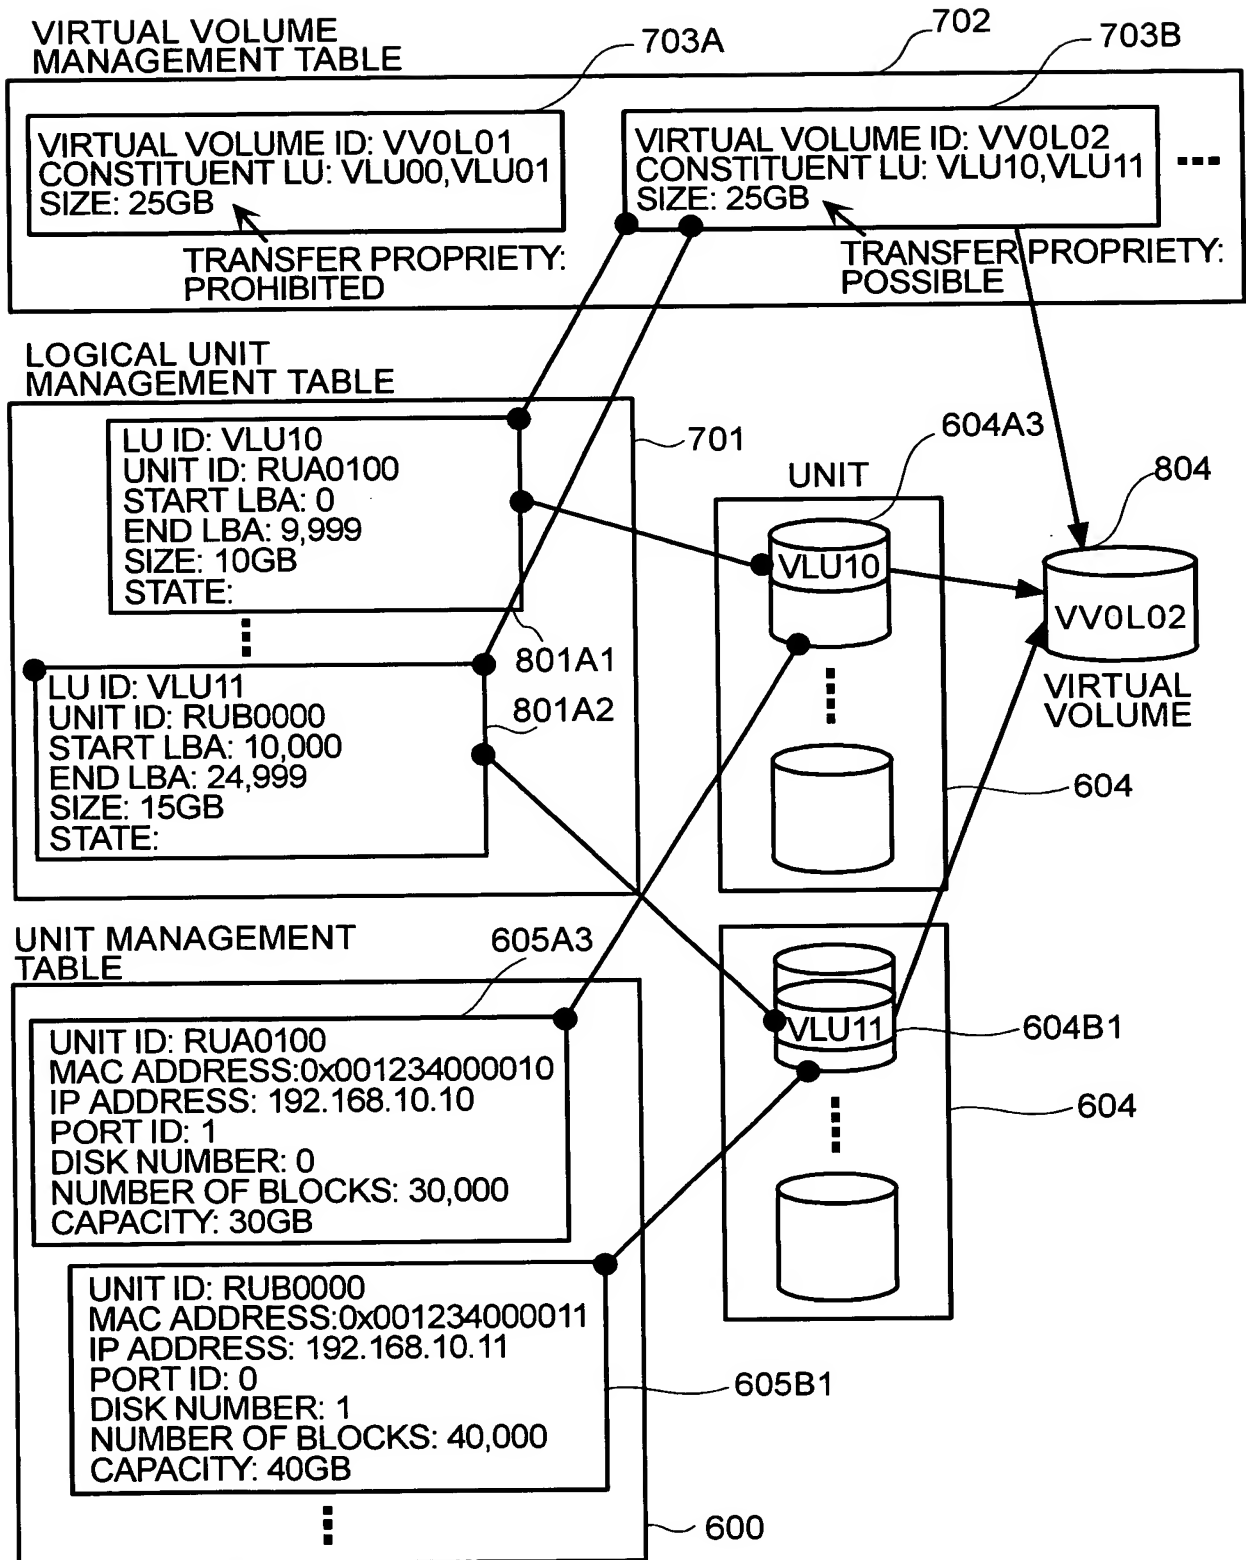 VIRTUAL VOLUME
MANAGEMENT TABLE
703A
702
703B
VIRTUAL VOLUME ID: VV0L01
CONSTITUENT LU: VLU00,VLU01
SIZE: 25GB
TRANSFER PROPRIETY:
PROHIBITED
VIRTUAL VOLUME ID: VV0L02
CONSTITUENT LU: VLU10,VLU11
SIZE: 25GB
TRANSFER PROPRIETY:
POSSIBLE
LOGICAL UNIT
MANAGEMENT TABLE
701
LU ID: VLU10
UNIT ID: RUA0100
START LBA: 0
END LBA: 9,999
SIZE: 10GB
STATE:
801A1
LU ID: VLU11
UNIT ID: RUB0000
START LBA: 10,000
END LBA: 24,999
SIZE: 15GB
STATE:
801A2
UNIT
604A3
VLU10
604
804
VV0L02
VIRTUAL
VOLUME
VLU11
604B1
604
UNIT MANAGEMENT
TABLE
605A3
UNIT ID: RUA0100
MAC ADDRESS:0x001234000010
IP ADDRESS: 192.168.10.10
PORT ID: 1
DISK NUMBER: 0
NUMBER OF BLOCKS: 30,000
CAPACITY: 30GB
UNIT ID: RUB0000
MAC ADDRESS:0x001234000011
IP ADDRESS: 192.168.10.11
PORT ID: 0
DISK NUMBER: 1
NUMBER OF BLOCKS: 40,000
CAPACITY: 40GB
605B1
600